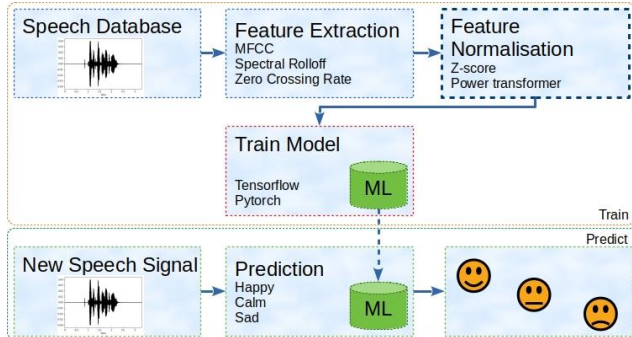 Speech Database
Feature Extraction
MFCC
Spectral Rolloff
Zero Crossing Rate
Feature
Normalisation
Z-score
Power transformer
Train Model
Tensorflow
Pytorch
ML
Train
Predict
New Speech Signal
Prediction
Happy
Calm
Sad
ML